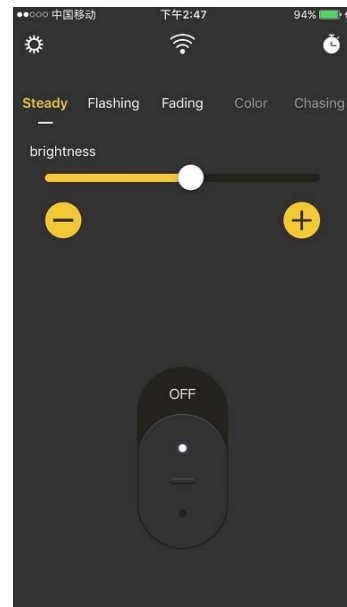 中国移动 下午2:47 94%
Steady Flashing Fading Color Chasing
brightness
OFF